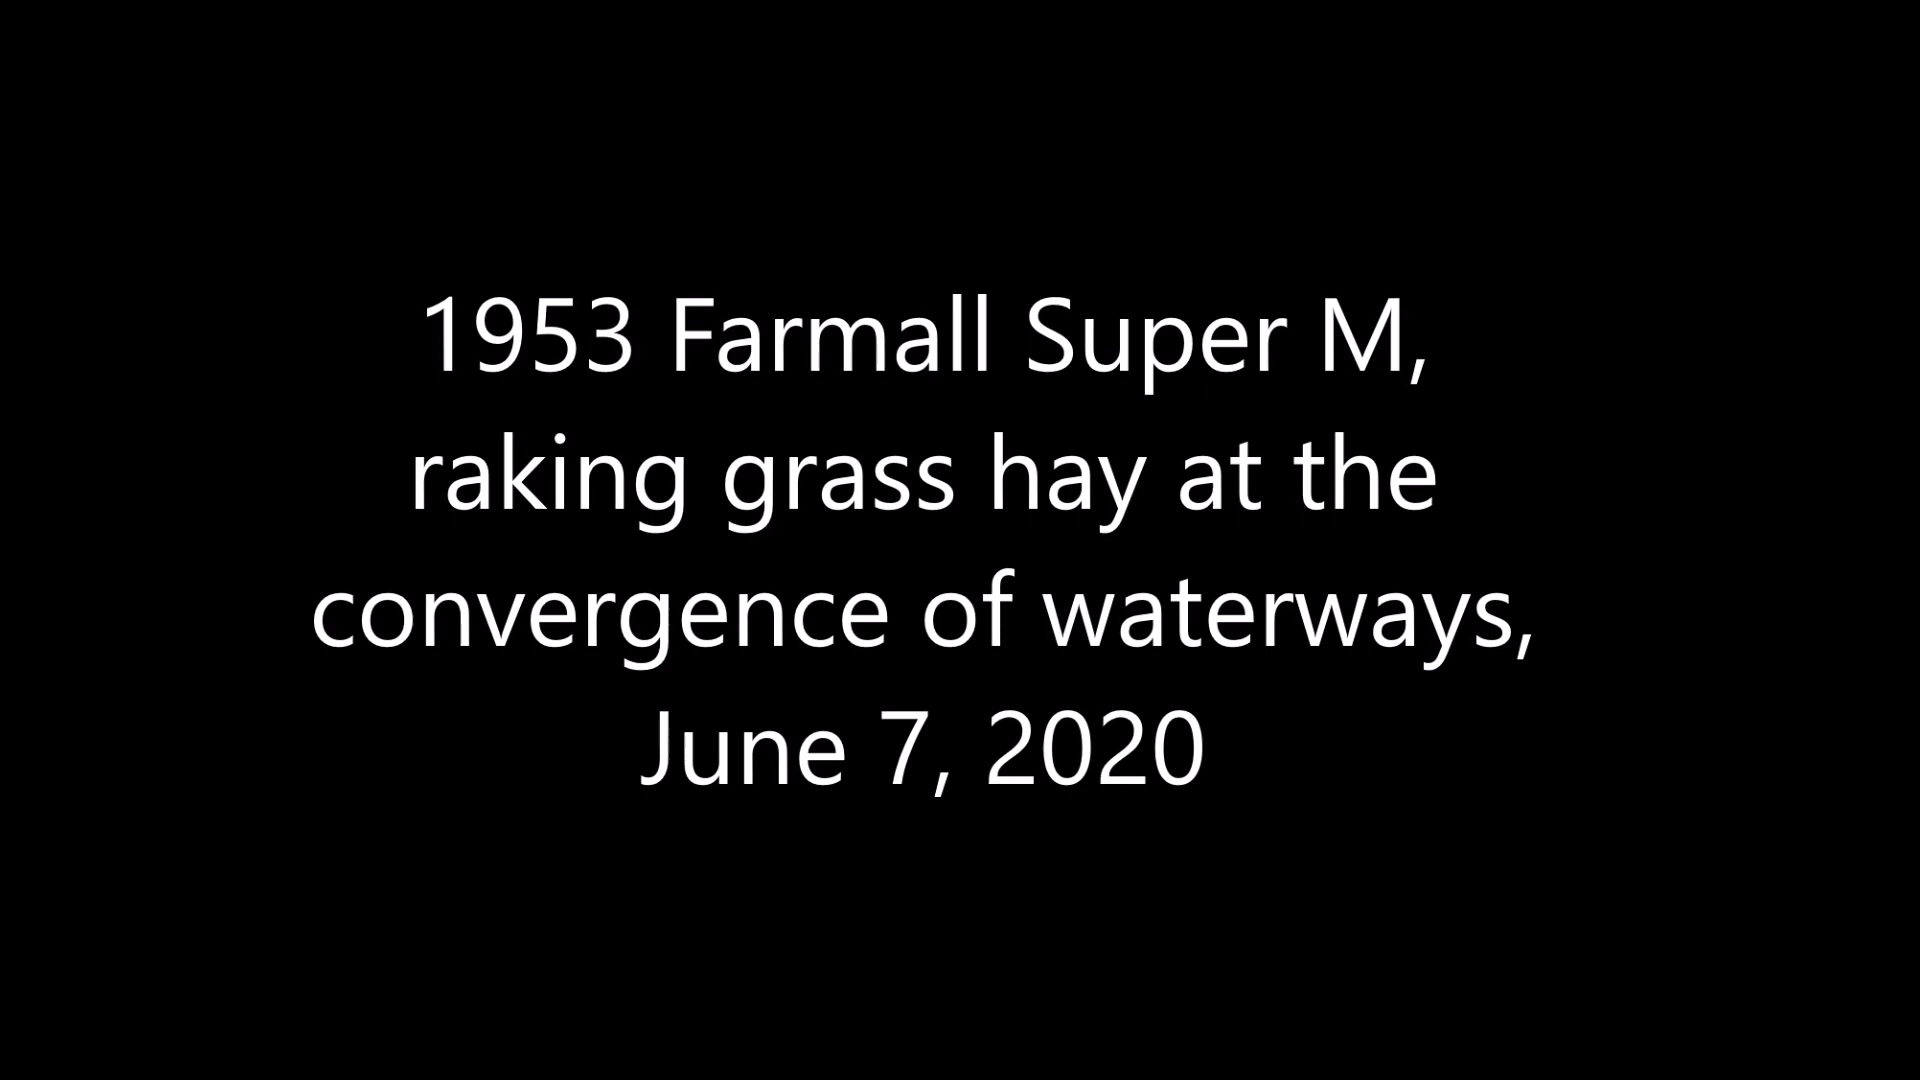 1953 Farmall Super M,
raking grass hay at the
convergence of waterways,
June 7, 2020